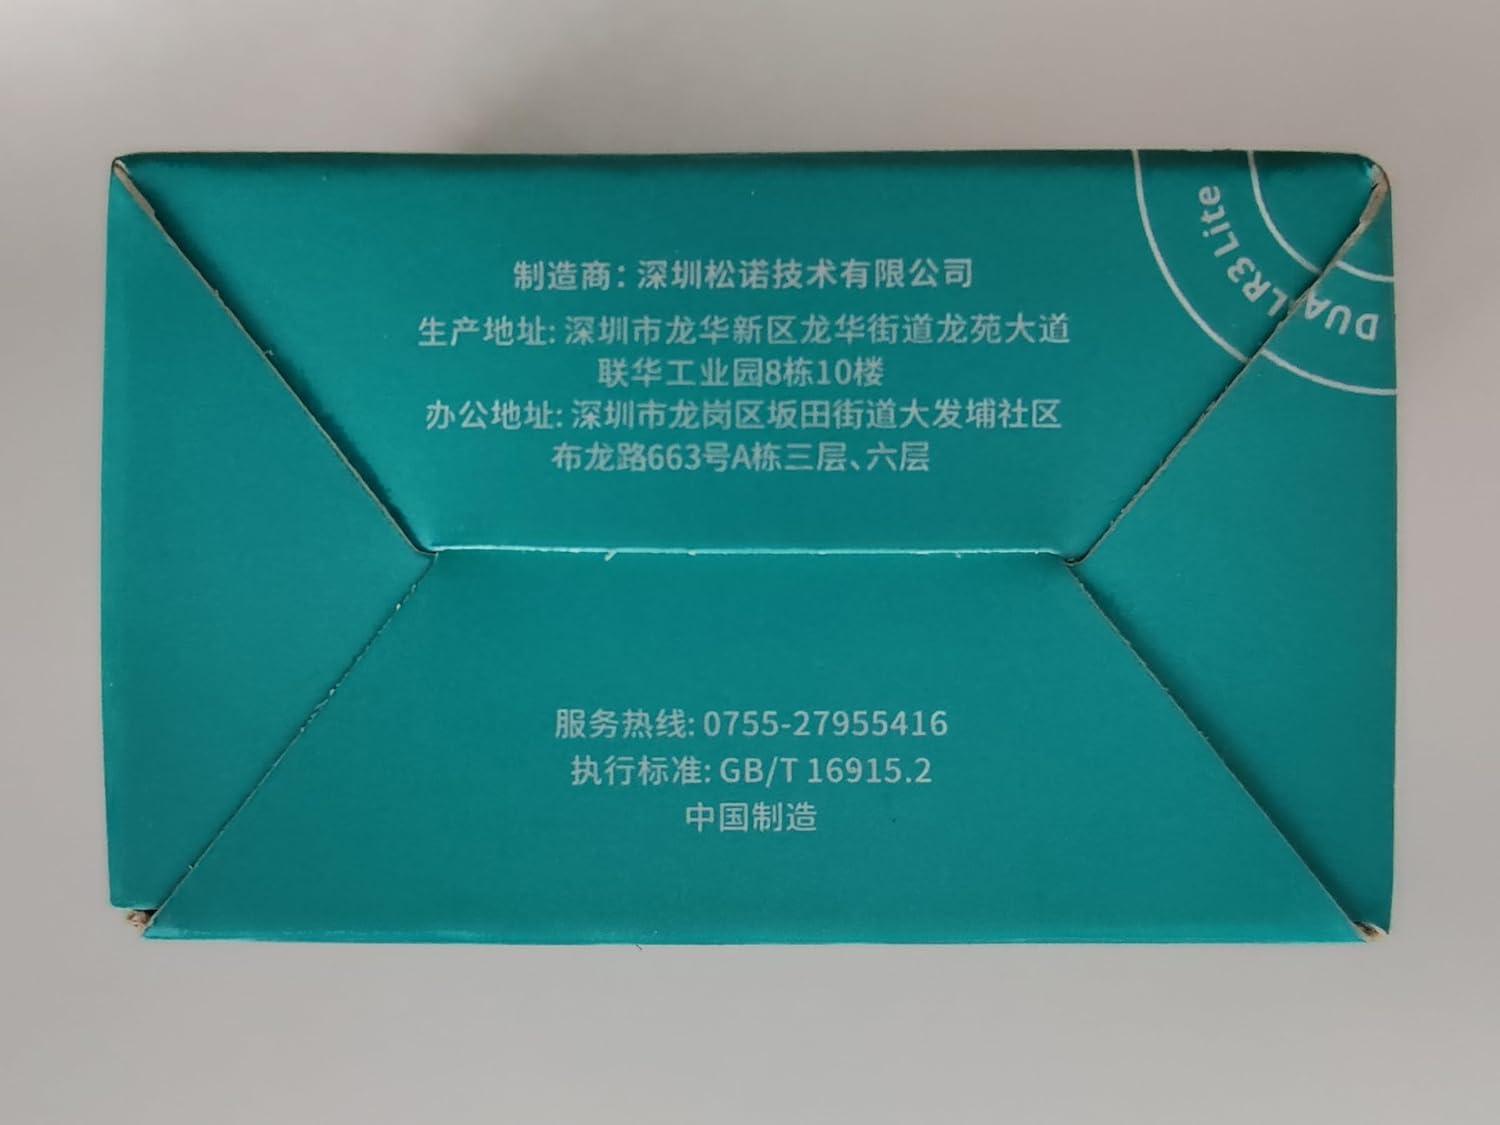 制造商：深圳松诺技术有限公司
生产地址: 深圳市龙华新区龙华街道龙苑大道
联华工业园8栋10楼
办公地址: 深圳市龙岗区坂田街道大发埔社区
布龙路663号A栋三层、六层
DUALR3 Lite
服务热线: 0755-27955416
执行标准: GB/T 16915.2
中国制造